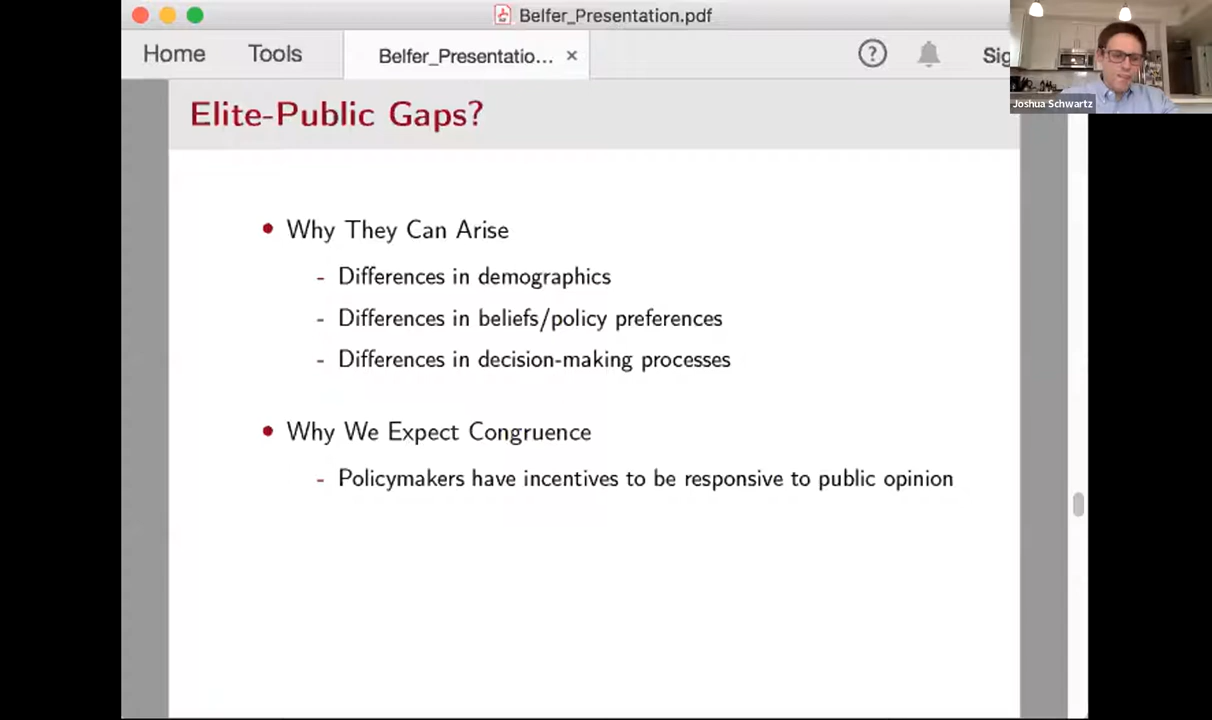 Belfer_Presentation.pdf
Home
Tools
Belfer_Presentatio... ×
?
Sig
Joshua Schwartz
Elite-Public Gaps?
• Why They Can Arise
- Differences in demographics
- Differences in beliefs/policy preferences
- Differences in decision-making processes
• Why We Expect Congruence
- Policymakers have incentives to be responsive to public opinion